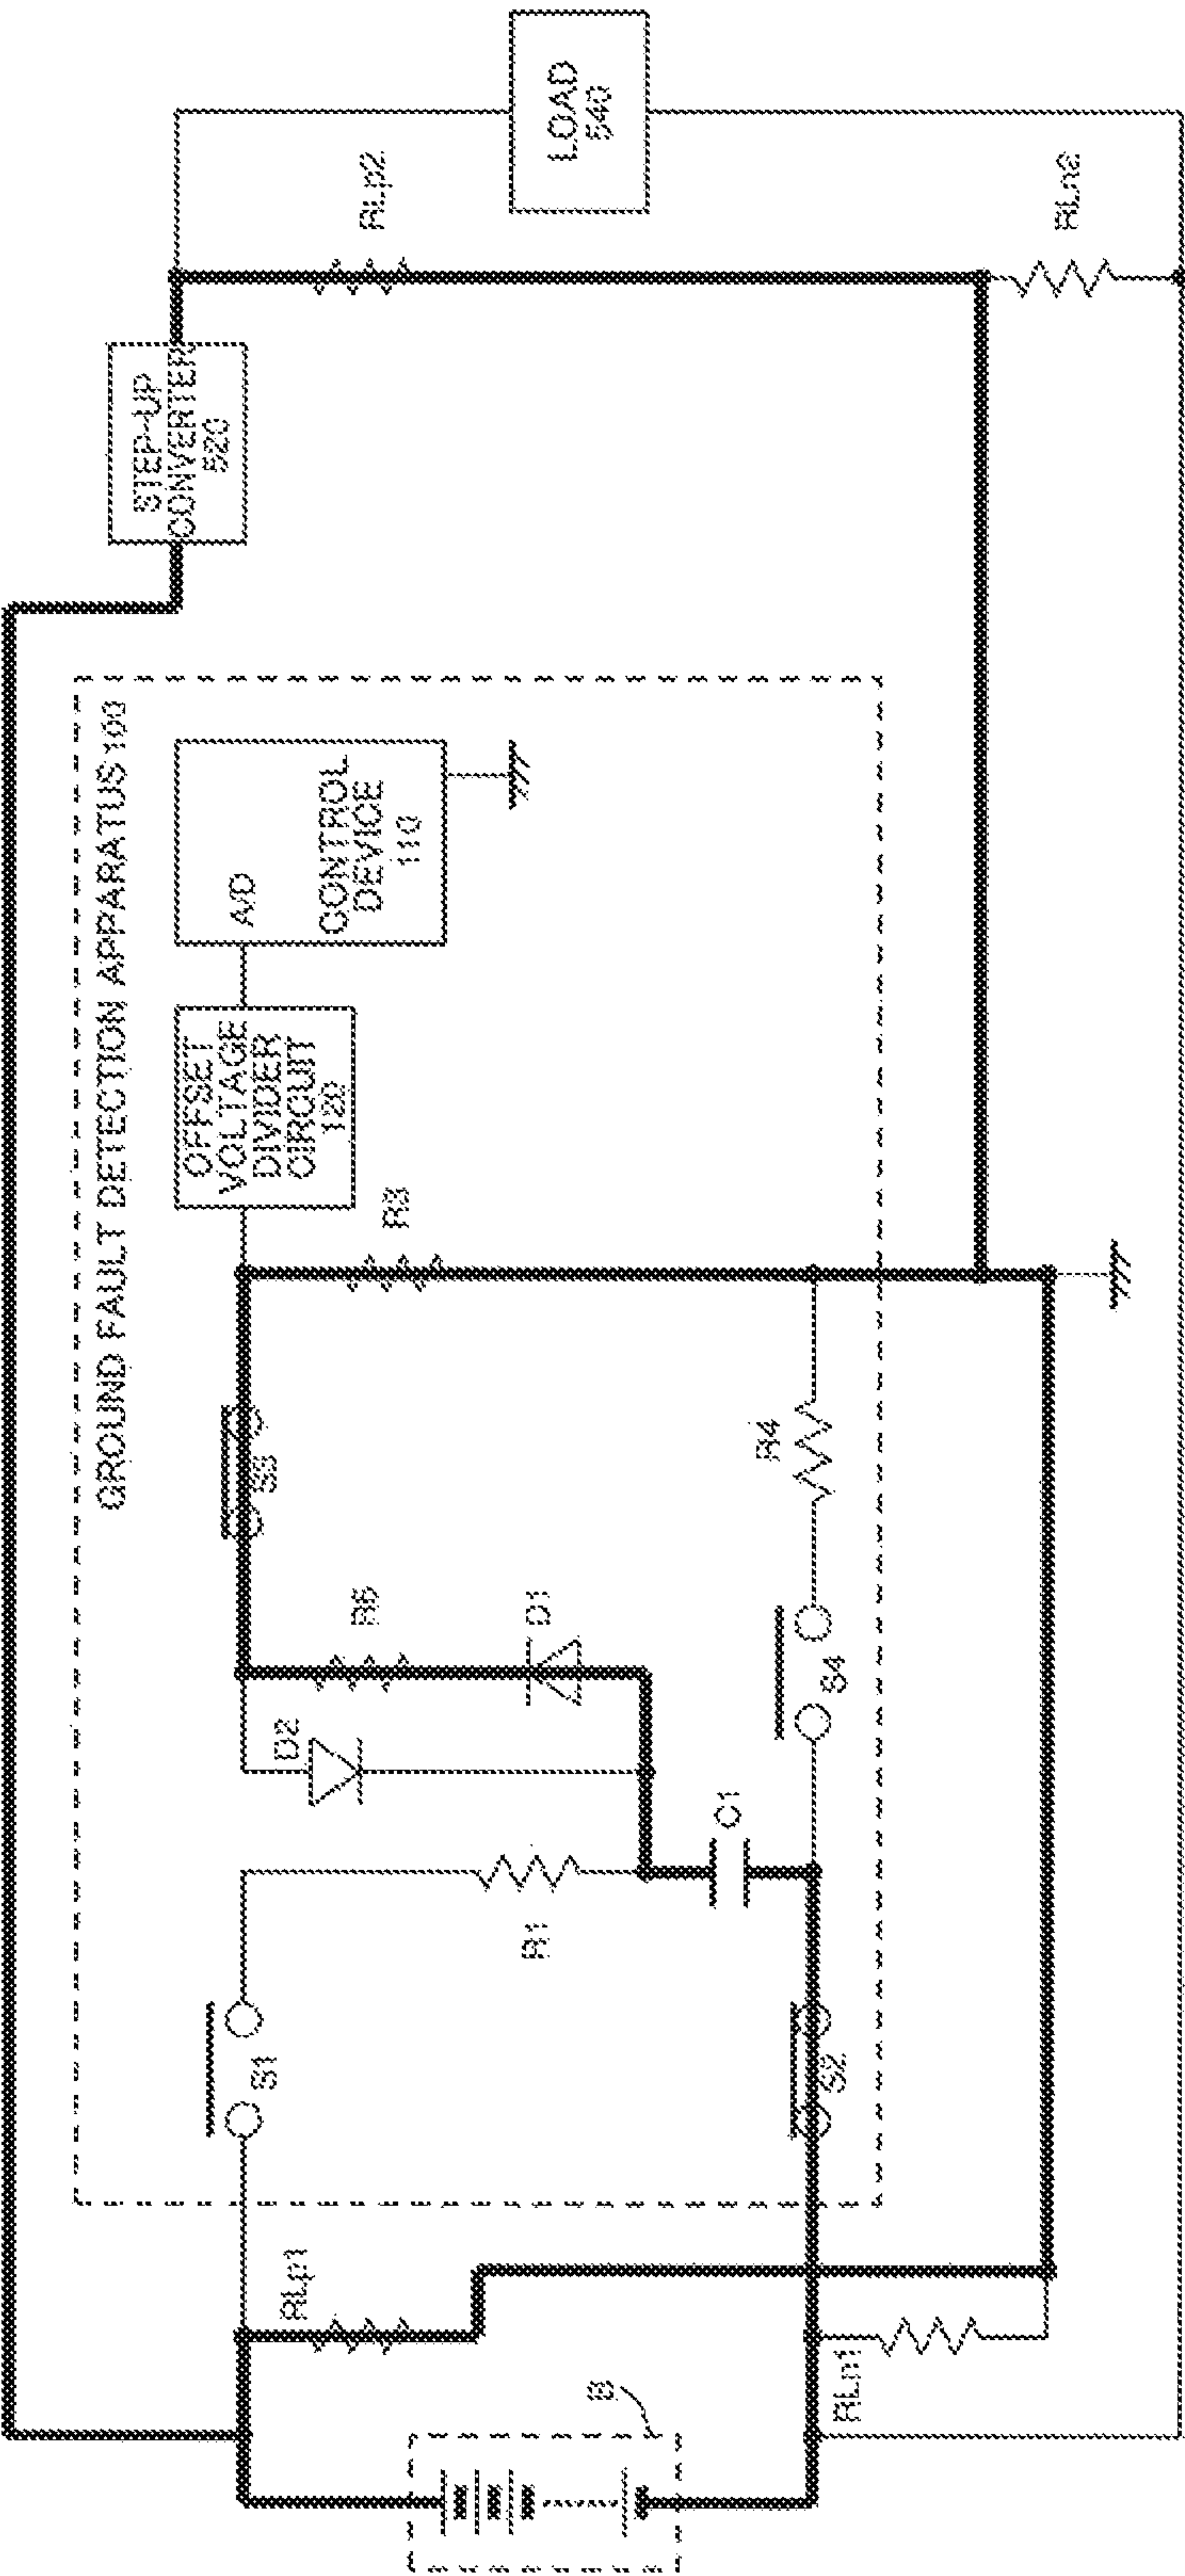 GROUND FAULT DETECTION APPARATUS 100
STEP-UP
CONVERTER
520
LOAD
540
OFFSET
VOLTAGE
DIVIDER
CIRCUIT
120
A/D
CONTROL
DEVICE
110
S1
S3
D2
R5
R3
RLp1
RLp2
B
R1
D1
C1
S2
S4
R4
RLn1
RLn2